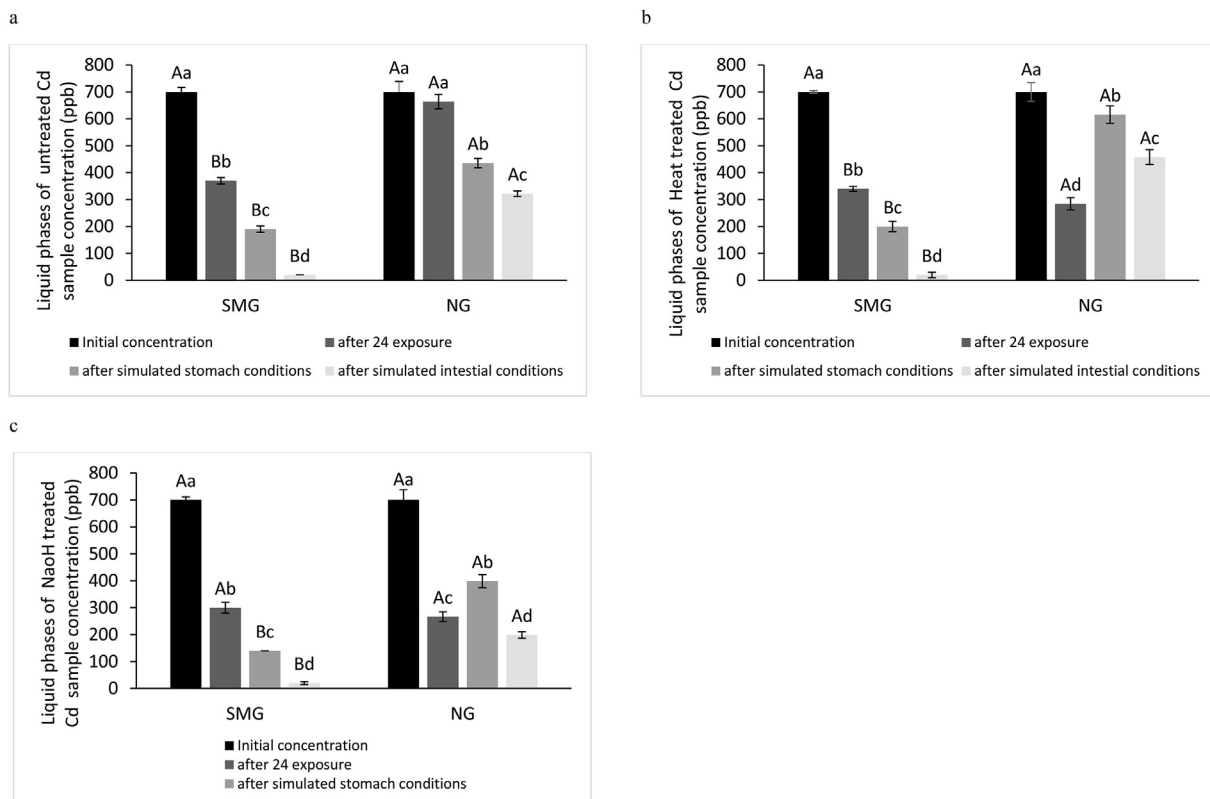 a
Liquid phases of untreated Cd
sample concentration (ppb)
800
700
600
500
400
300
200
100
0
Aa
Bb
Bc
Bd
Aa
Aa
Ab
Ac
SMG
NG
Initial concentration
after 24 exposure
after simulated stomach conditions
after simulated intestial conditions
b
Liquid phases of Heat treated Cd
sample concentration (ppb)
800
700
600
500
400
300
200
100
0
Aa
Bb
Bc
Bd
Aa
Ad
Ab
Ac
SMG
NG
Initial concentration
after 24 exposure
after simulated stomach conditions
after simulated intestial conditions
c
Liquid phases of NaoH treated
Cd sample concentration (ppb)
800
700
600
500
400
300
200
100
0
Aa
Ab
Bc
Bd
Aa
Ac
Ab
Ad
SMG
NG
Initial concentration
after 24 exposure
after simulated stomach conditions